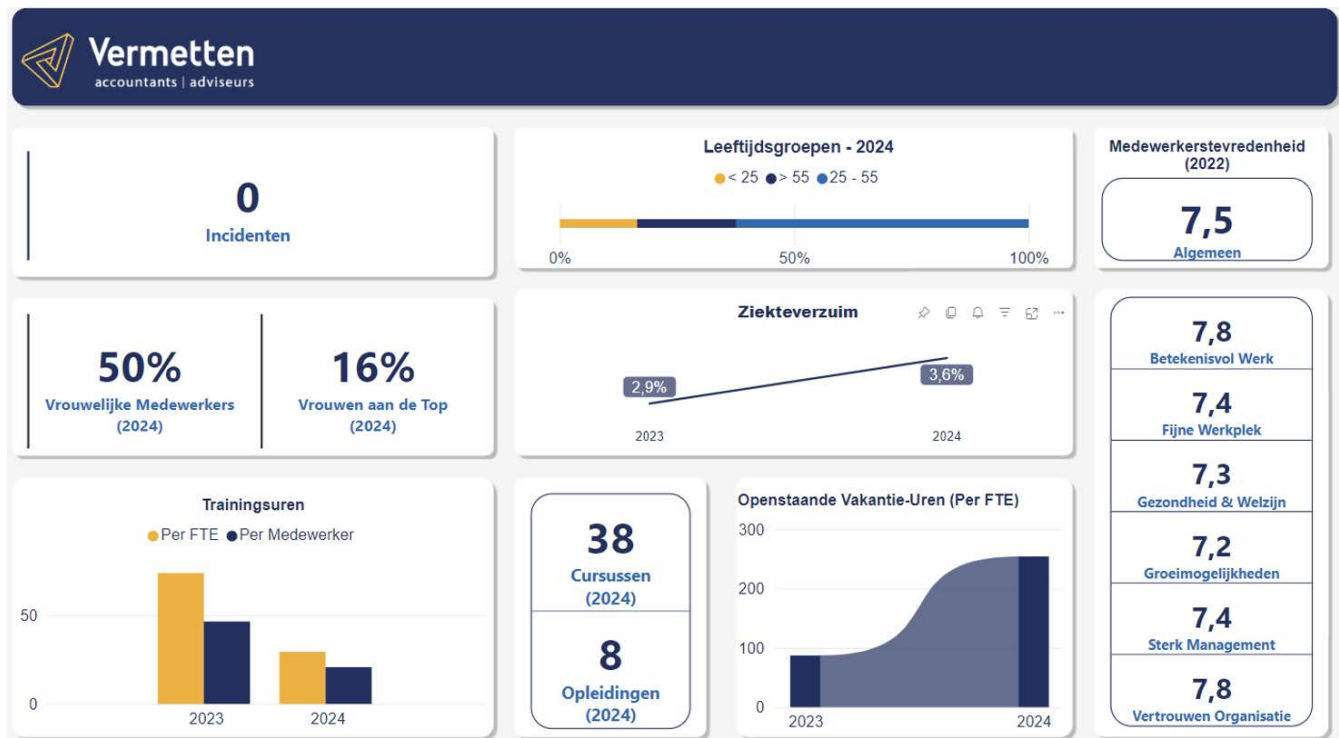 Vermetten
accountants | adviseurs
0
Incidenten
Leeftijdsgroepen - 2024
< 25 > 55 25 - 55
0% 50% 100%
Medewerkerstevredenheid
(2022)
7,5
Algemeen
50%
Vrouwelijke Medewerkers
(2024)
16%
Vrouwen aan de Top
(2024)
Ziekteverzuim
2,9%
3,6%
2023 2024
7,8
Betekenisvol Werk
7,4
Fijne Werkplek
7,3
Gezondheid & Welzijn
7,2
Groeimogelijkheden
7,4
Sterk Management
7,8
Vertrouwen Organisatie
Trainingsuren
Per FTE Per Medewerker
50
0
2023 2024
38
Cursussen
(2024)
8
Opleidingen
(2024)
Openstaande Vakantie-Uren (Per FTE)
300
200
100
0
2023 2024